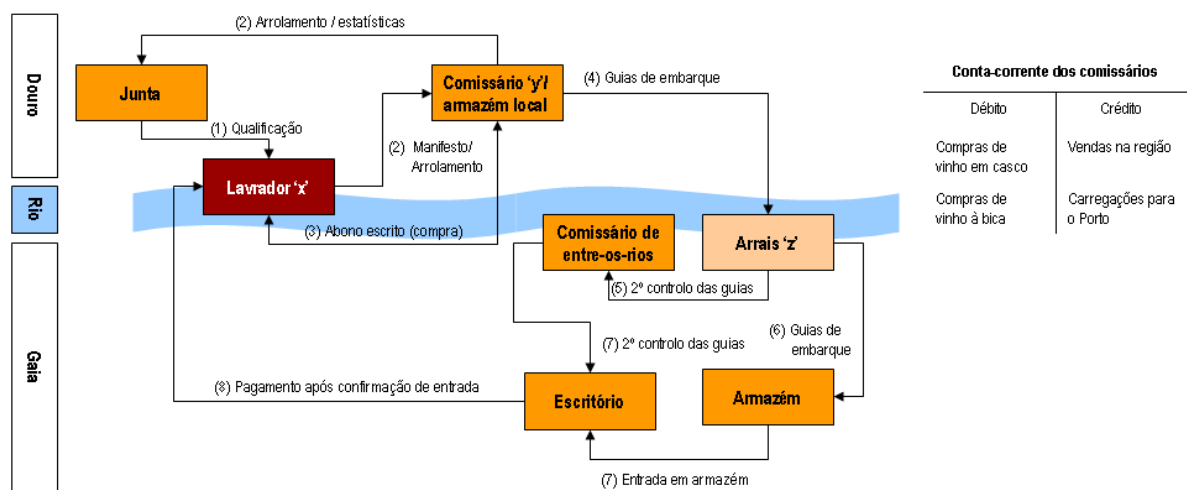 Douro
Rio
Gaia
(2) Arrolamento / estatísticas
Junta
Comissário ‘y’/
armazém local
(4) Guias de embarque
(1) Qualificação
(2) Manifesto/
Arrolamento
Lavrador ‘x’
(3) Abono escrito (compra)
Comissário de
entre-os-rios
Arrais ‘z’
(5) 2º controlo das guias
(6) Guias de
embarque
(7) 2º controlo das guias
(8) Pagamento após confirmação de entrada
Escritório
Armazém
(7) Entrada em armazém
Conta-corrente dos comissários
Débito
Crédito
Compras de
vinho em casco
Vendas na região
Compras de
vinho à bica
Carregações para
o Porto